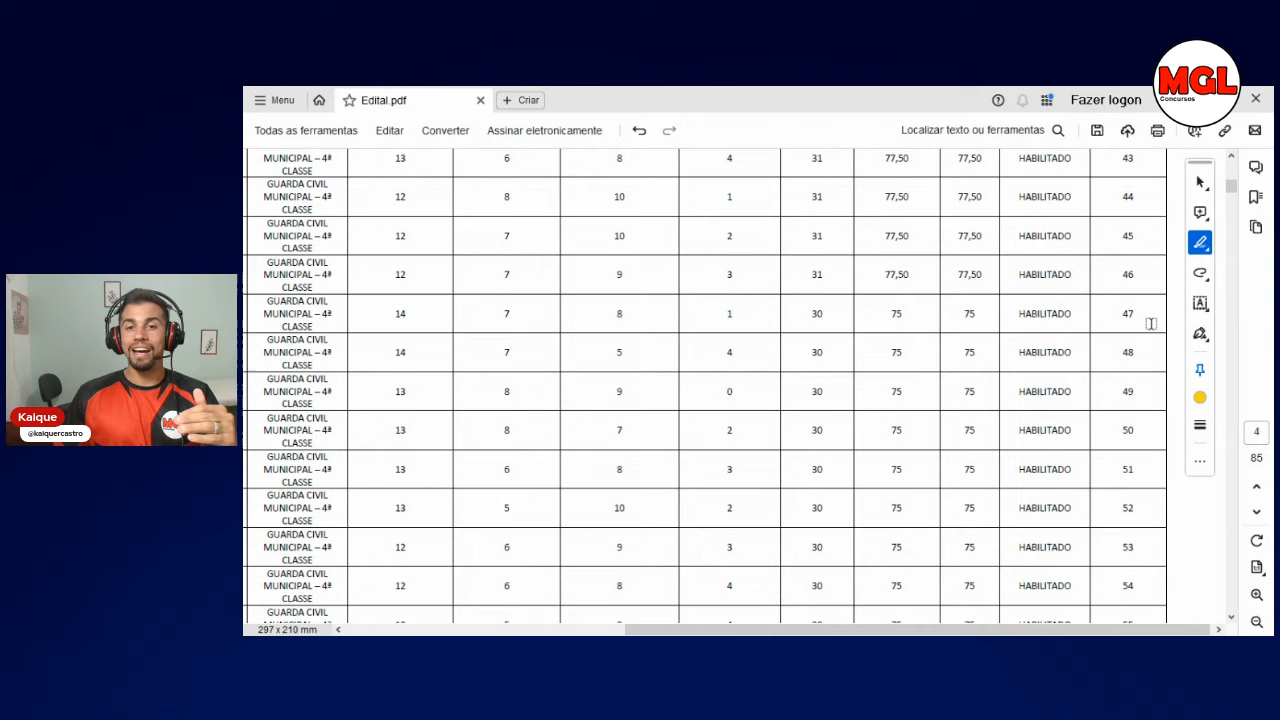 MGL
Concursos
Menu
Edital.pdf
Criar
Fazer logon
Todas as ferramentas
Editar
Converter
Assinar eletronicamente
Localizar texto ou ferramentas
MUNICIPAL – 4ª 13 6 8 4 31 77,50 77,50 HABILITADO 43
CLASSE
GUARDA CIVIL
MUNICIPAL – 4ª 12 8 10 1 31 77,50 77,50 HABILITADO 44
CLASSE
GUARDA CIVIL
MUNICIPAL – 4ª 12 7 10 2 31 77,50 77,50 HABILITADO 45
CLASSE
GUARDA CIVIL
MUNICIPAL – 4ª 12 7 9 3 31 77,50 77,50 HABILITADO 46
CLASSE
GUARDA CIVIL
MUNICIPAL – 4ª 14 7 8 1 30 75 75 HABILITADO 47
CLASSE
GUARDA CIVIL
MUNICIPAL – 4ª 14 7 5 4 30 75 75 HABILITADO 48
CLASSE
GUARDA CIVIL
MUNICIPAL – 4ª 13 8 9 0 30 75 75 HABILITADO 49
CLASSE
GUARDA CIVIL
MUNICIPAL – 4ª 13 8 7 2 30 75 75 HABILITADO 50
CLASSE
GUARDA CIVIL
MUNICIPAL – 4ª 13 6 8 3 30 75 75 HABILITADO 51
CLASSE
GUARDA CIVIL
MUNICIPAL – 4ª 13 5 10 2 30 75 75 HABILITADO 52
CLASSE
GUARDA CIVIL
MUNICIPAL – 4ª 12 6 9 3 30 75 75 HABILITADO 53
CLASSE
GUARDA CIVIL
MUNICIPAL – 4ª 12 6 8 4 30 75 75 HABILITADO 54
CLASSE
GUARDA CIVIL
297 x 210 mm
4
85
Kaique
@kaiquercastro